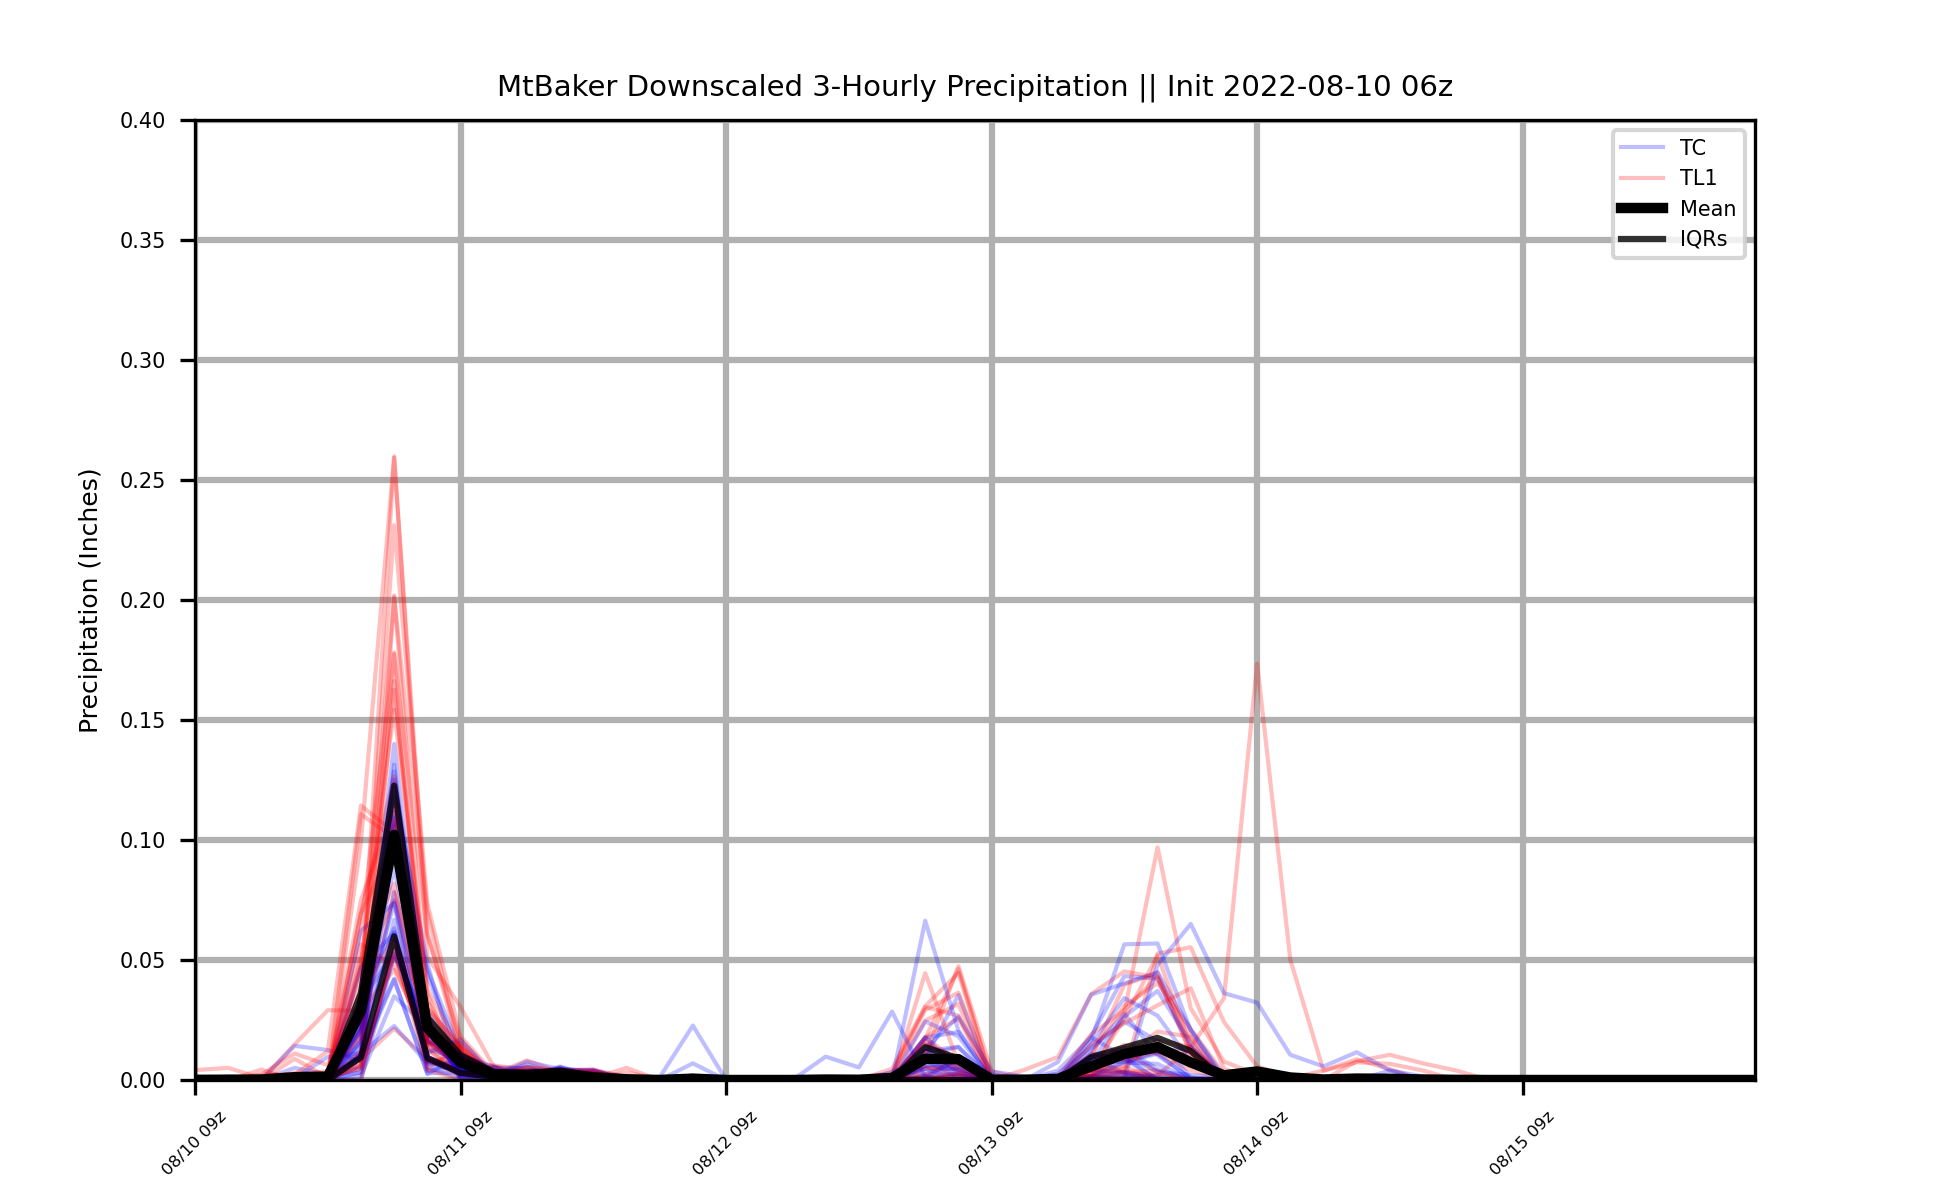 MtBaker Downscaled 3-Hourly Precipitation || Init 2022-08-10 06z
Precipitation (Inches)
0.40
0.35
0.30
0.25
0.20
0.15
0.10
0.05
0.00
TC
TL1
Mean
IQRs
08/10 09z
08/11 09z
08/12 09z
08/13 09z
08/14 09z
08/15 09z